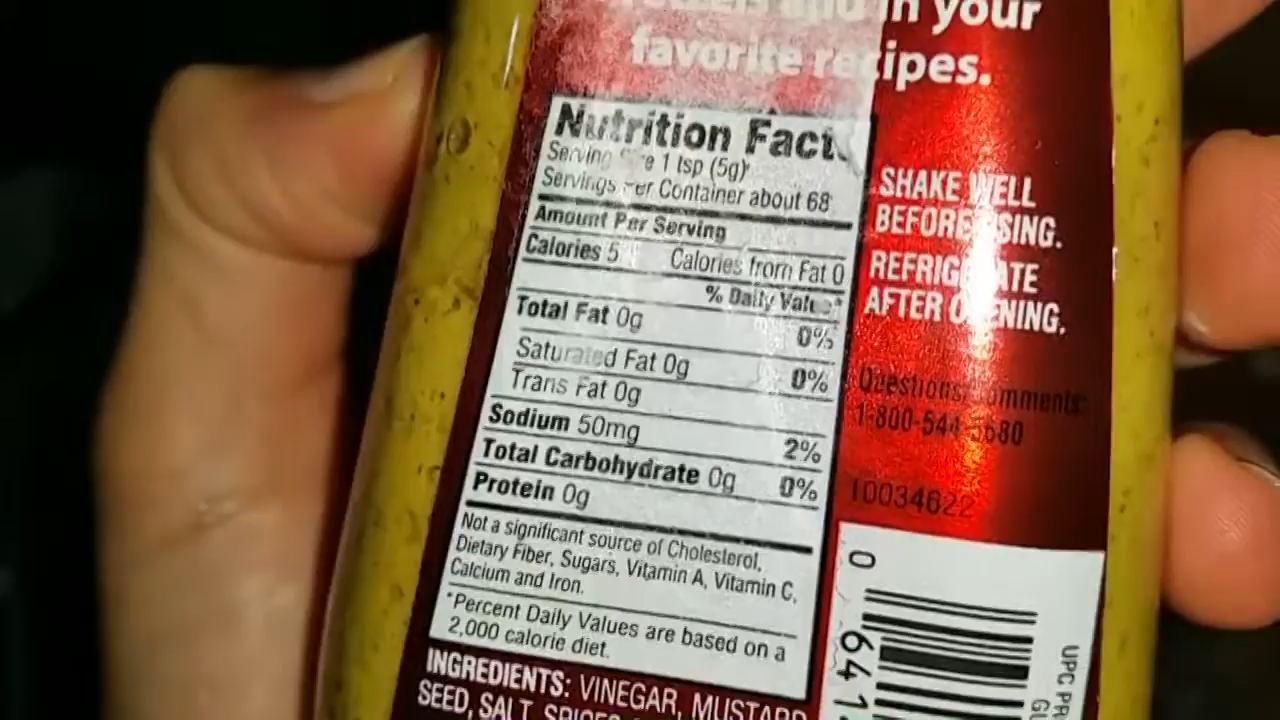 in your
favorite recipes.
Nutrition Facts
Serving Size 1 tsp (5g)
Servings Per Container about 68
Amount Per Serving
Calories 5 Calories from Fat 0
% Daily Value*
Total Fat 0g 0%
Saturated Fat 0g 0%
Trans Fat 0g
Sodium 50mg 2%
Total Carbohydrate 0g 0%
Protein 0g
Not a significant source of Cholesterol,
Dietary Fiber, Sugars, Vitamin A, Vitamin C,
Calcium and Iron.
*Percent Daily Values are based on a
2,000 calorie diet.
INGREDIENTS: VINEGAR, MUSTARD
SEED, SALT, SPICES
SHAKE WELL
BEFORE USING.
REFRIGERATE
AFTER OPENING.
Questions/Comments:
1-800-544-5680
10034622
0 641
UPC